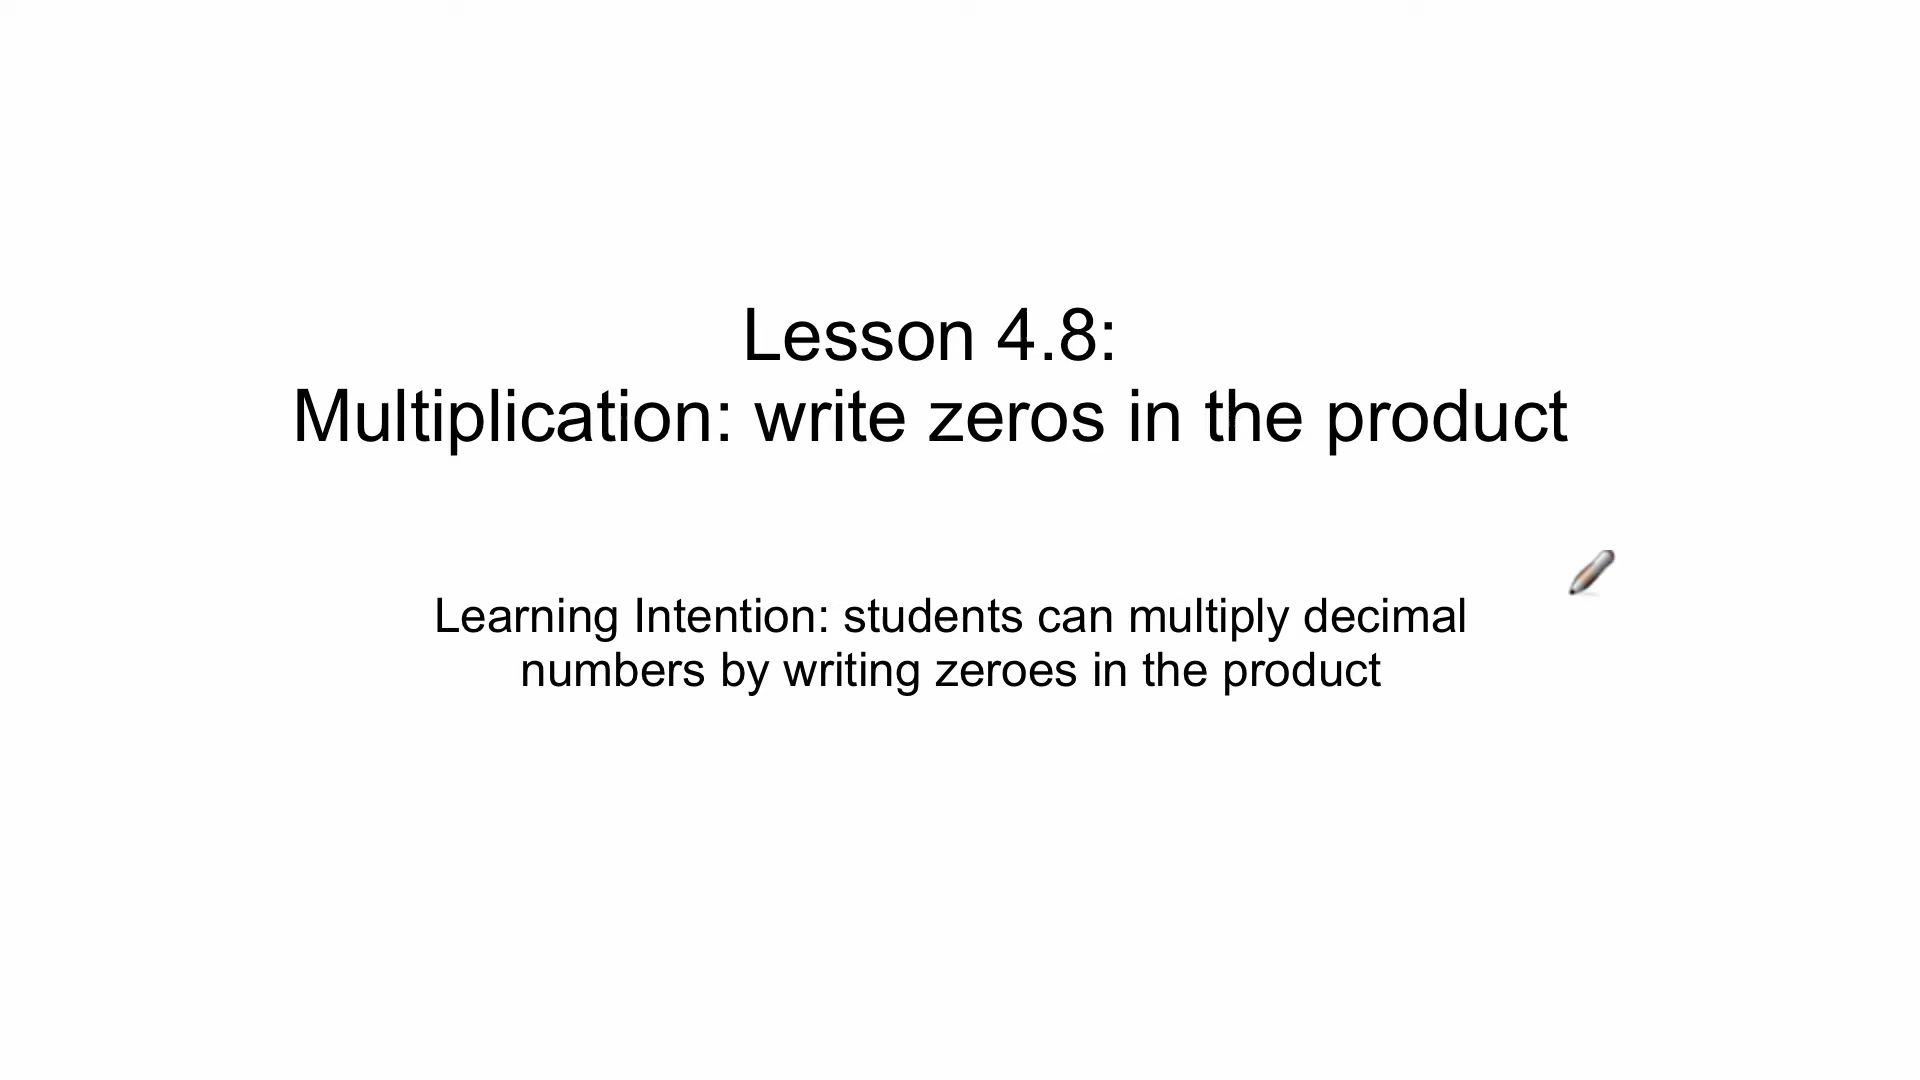 Lesson 4.8:
Multiplication: write zeros in the product
Learning Intention: students can multiply decimal
numbers by writing zeroes in the product